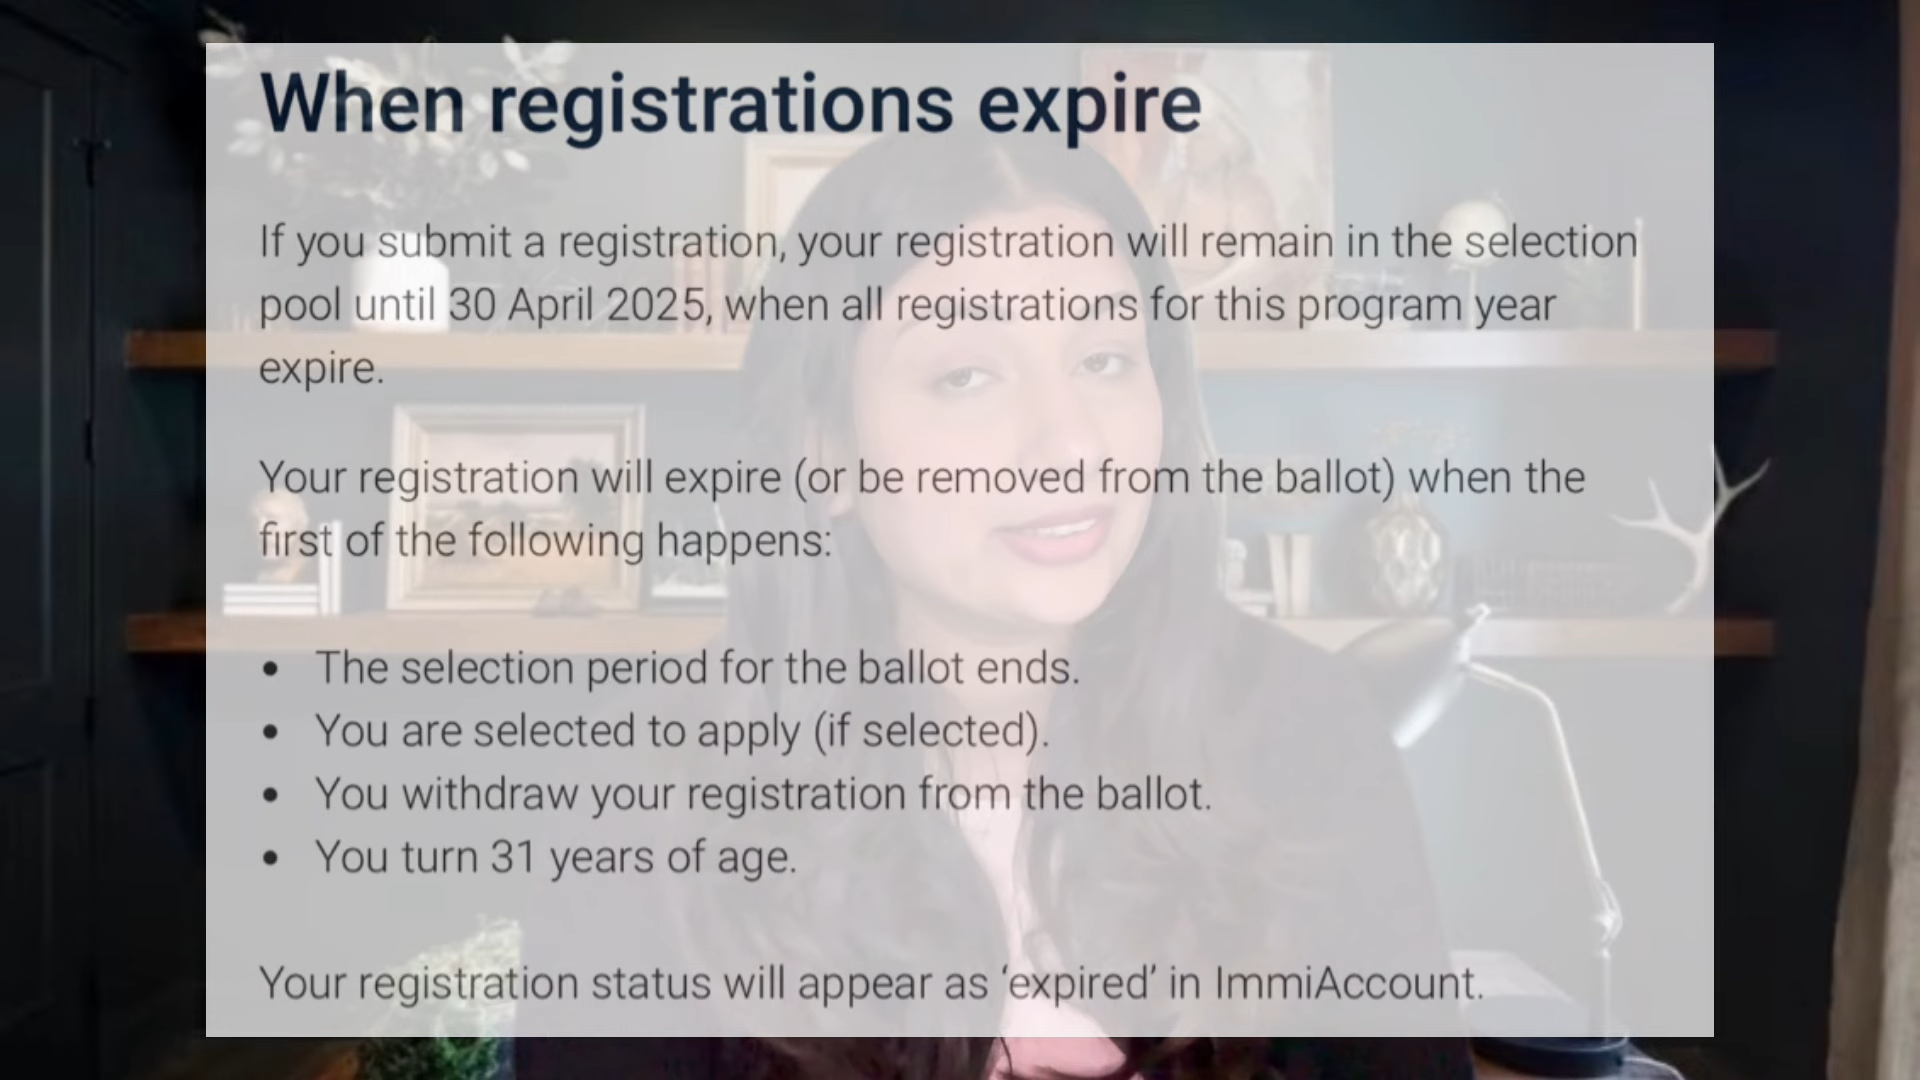 When registrations expire
If you submit a registration, your registration will remain in the selection
pool until 30 April 2025, when all registrations for this program year
expire.
Your registration will expire (or be removed from the ballot) when the
first of the following happens:
• The selection period for the ballot ends.
• You are selected to apply (if selected).
• You withdraw your registration from the ballot.
• You turn 31 years of age.
Your registration status will appear as ‘expired’ in ImmiAccount.